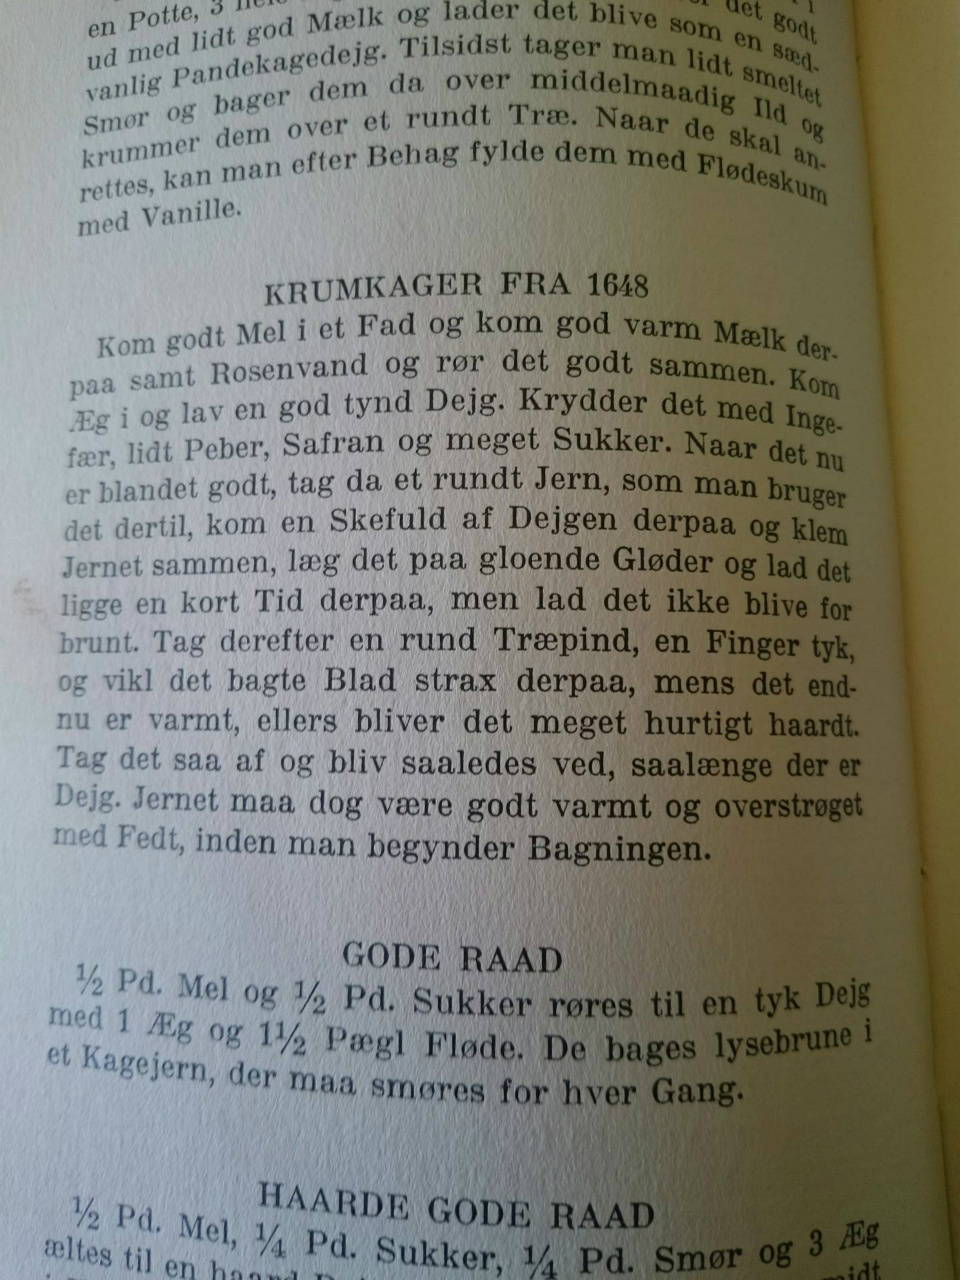 en Potte, 3 det godt
ud med lidt god Mælk og lader det blive som en sæd-
vanlig Pandekagedejg. Tilsidst tager man lidt smeltet
Smør og bager dem da over middelmaadig Ild og
krummer dem over et rundt Træ. Naar de skal an-
rettes, kan man efter Behag fylde dem med Flødeskum
med Vanille.
KRUMKAGER FRA 1648
Kom godt Mel i et Fad og kom god varm Mælk der-
paa samt Rosenvand og rør det godt sammen. Kom
Æg i og lav en god tynd Dejg. Krydder det med Inge-
fær, lidt Peber, Safran og meget Sukker. Naar det nu
er blandet godt, tag da et rundt Jern, som man bruger
det dertil, kom en Skefuld af Dejgen derpaa og klem
Jernet sammen, læg det paa gloende Gløder og lad det
ligge en kort Tid derpaa, men lad det ikke blive for
brunt. Tag derefter en rund Træpind, en Finger tyk,
og vikl det bagte Blad strax derpaa, mens det end-
nu er varmt, ellers bliver det meget hurtigt haardt.
Tag det saa af og bliv saaledes ved, saalænge der er
Dejg. Jernet maa dog være godt varmt og overstrøget
med Fedt, inden man begynder Bagningen.
GODE RAAD
½ Pd. Mel og ½ Pd. Sukker røres til en tyk Dejg
med 1 Æg og 1½ Pægl Fløde. De bages lysebrune i
et Kagejern, der maa smøres for hver Gang.
HAARDE GODE RAAD
½ Pd. Mel, ¼ Pd. Sukker, ¼ Pd. Smør og 3 Æg
æltes til en